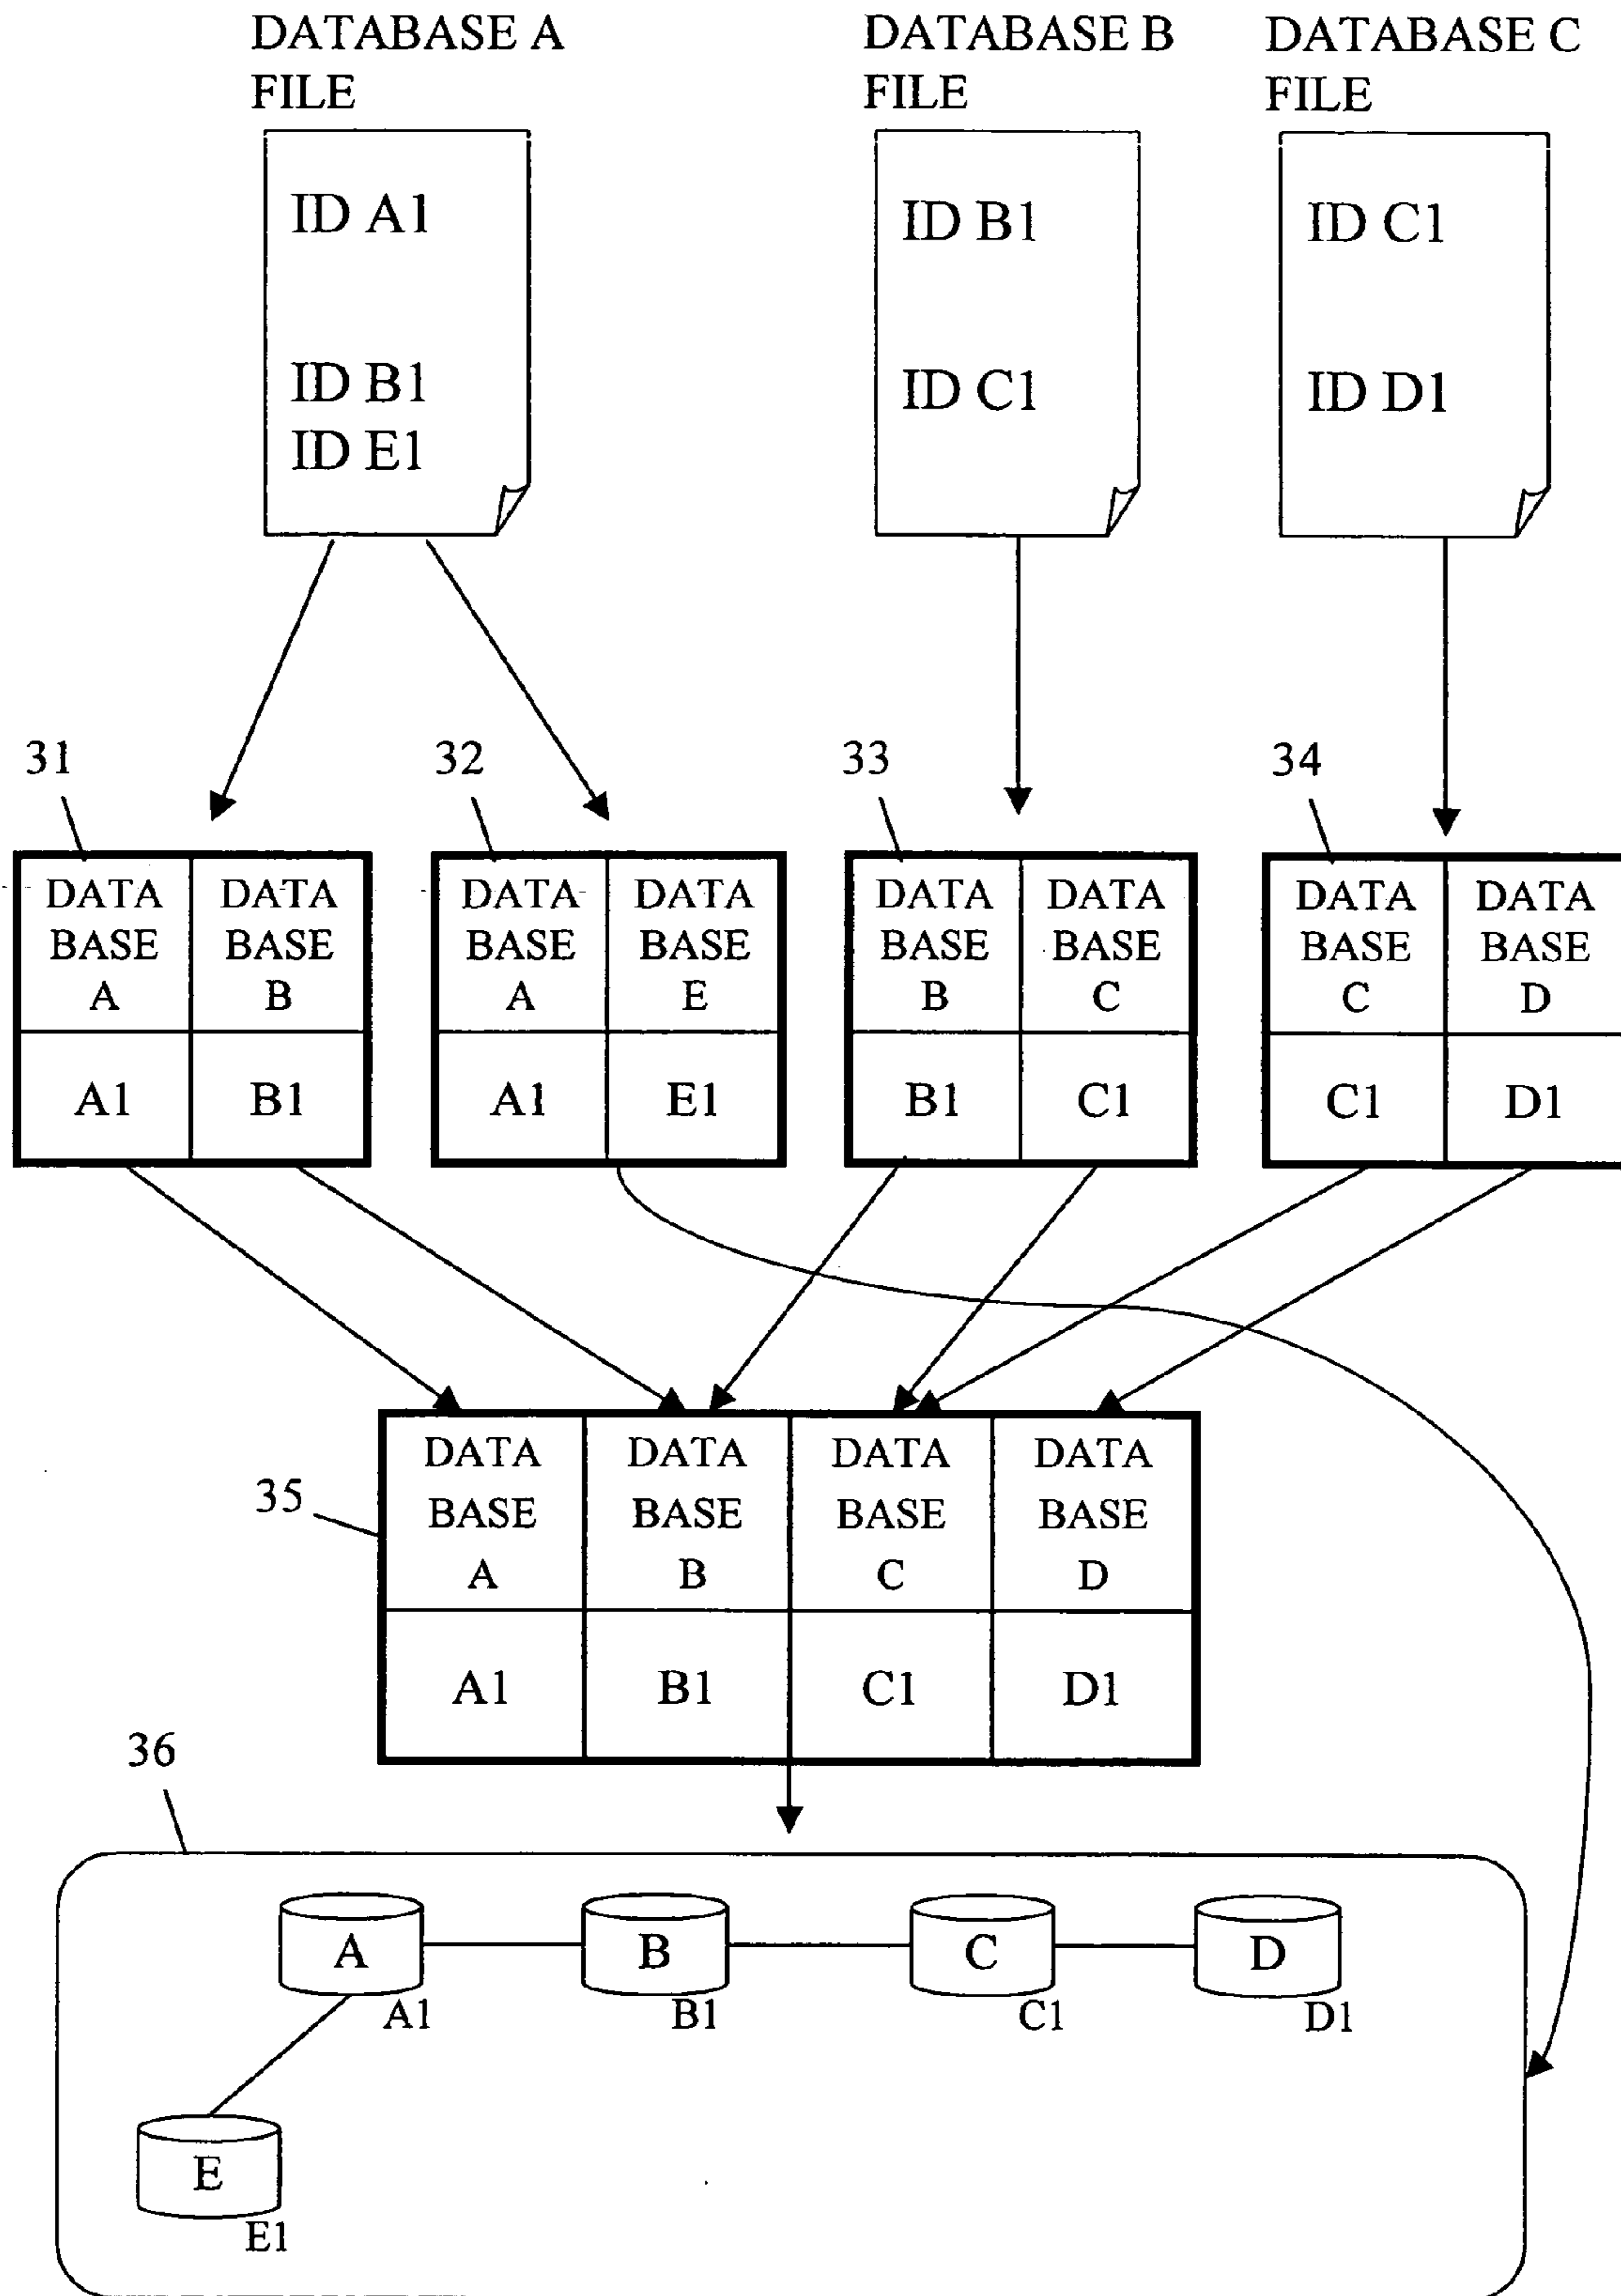 DATABASE A
FILE
DATABASE B
FILE
DATABASE C
FILE
ID A1
ID B1
ID E1
ID B1
ID C1
ID C1
ID D1
31
32
33
34
DATA
BASE
A
DATA
BASE
B
A1
B1
DATA
BASE
A
DATA
BASE
E
A1
E1
DATA
BASE
B
DATA
BASE
C
B1
C1
DATA
BASE
C
DATA
BASE
D
C1
D1
35
DATA
BASE
A
DATA
BASE
B
DATA
BASE
C
DATA
BASE
D
A1
B1
C1
D1
36
A
A1
B
B1
C
C1
D
D1
E
E1